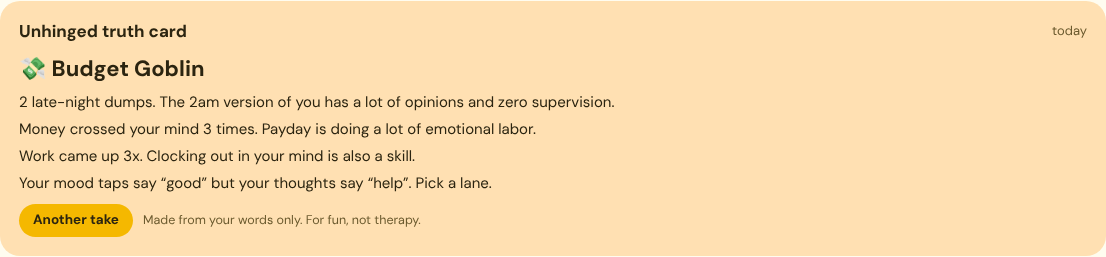 Unhinged truth card
today
💸 Budget Goblin
2 late-night dumps. The 2am version of you has a lot of opinions and zero supervision.
Money crossed your mind 3 times. Payday is doing a lot of emotional labor.
Work came up 3x. Clocking out in your mind is also a skill.
Your mood taps say “good” but your thoughts say “help”. Pick a lane.
Another take
Made from your words only. For fun, not therapy.